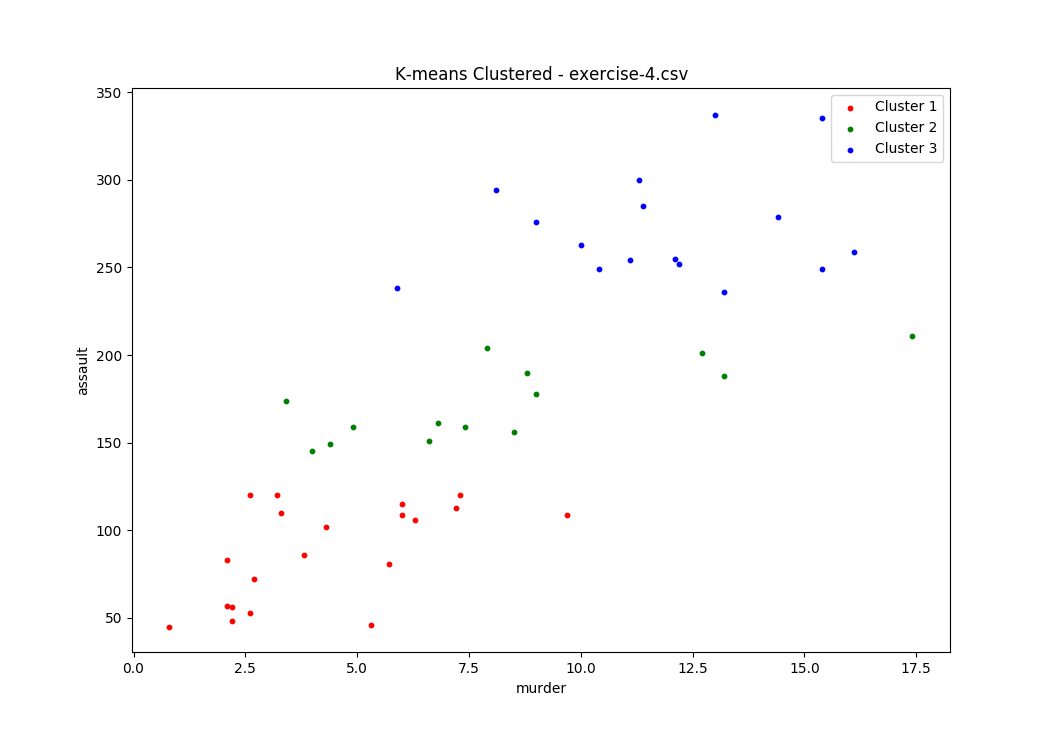 K-means Clustered - exercise-4.csv
350
300
250
200
150
100
50
assault
Cluster 1
Cluster 2
Cluster 3
0.0 2.5 5.0 7.5 10.0 12.5 15.0 17.5
murder